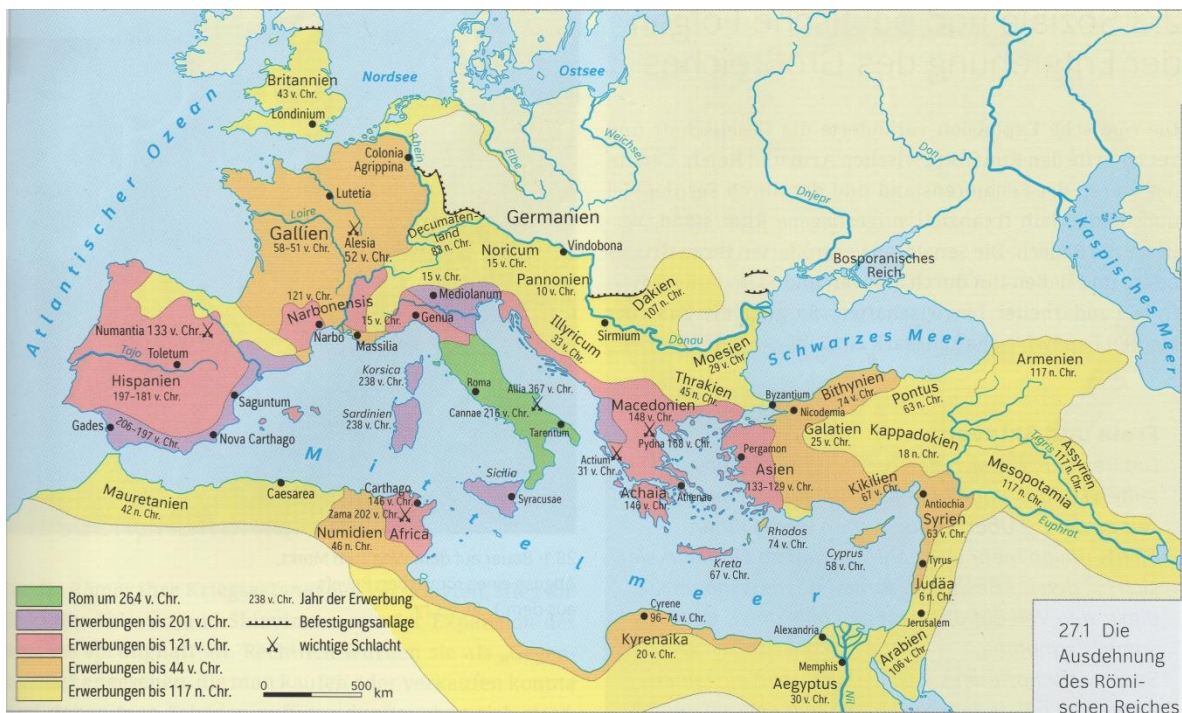 Atlantischer Ozean
Nordsee
Ostsee
Britannien
43 v. Chr.
Londinium
Rhein
Elbe
Weichsel
Dnjepr
Don
Kaspisches Meer
Colonia
Agrippina
Lutetia
Loire
Gallien
58–51 v. Chr.
Alesia
52 v. Chr.
Decumaten-
land
83 n. Chr.
Germanien
Noricum
15 v. Chr.
Vindobona
Pannonien
10 v. Chr.
Bosporanisches
Reich
Dakien
107 n. Chr.
15 v. Chr.
Mediolanum
Genua
121 v. Chr.
Narbonensis
15 v. Chr.
Narbo
Massilia
Illyricum
33 v. Chr.
Sirmium
Donau
Moesien
29 v. Chr.
Schwarzes Meer
Numantia 133 v. Chr.
Tajo
Toletum
Hispanien
197–181 v. Chr.
Saguntum
Gades
206–197 v. Chr.
Nova Carthago
Korsica
238 v. Chr.
Sardinien
238 v. Chr.
Roma
Allia 367 v. Chr.
Cannae 216 v. Chr.
Tarentum
Thrakien
45 n. Chr.
Macedonien
148 v. Chr.
Pydna 168 v. Chr.
Actium
31 v. Chr.
Achaia
146 v. Chr.
Athenae
Byzantium
Nicodemia
Bithynien
74 v. Chr.
Pontus
63 n. Chr.
Armenien
117 n. Chr.
Galatien
25 v. Chr.
Kappadokien
18 n. Chr.
Pergamon
Asien
133–129 v. Chr.
Kikilien
67 v. Chr.
Tigris
Assyrien
117 n. Chr.
Mesopotamia
117 n. Chr.
Euphrat
Antiochia
Syrien
63 v. Chr.
Mittelmeer
Sicilia
Syracusae
Mauretanien
42 n. Chr.
Caesarea
Carthago
146 v. Chr.
Zama 202 v. Chr.
Numidien
46 n. Chr.
Africa
Rhodos
74 v. Chr.
Cyprus
58 v. Chr.
Kreta
67 v. Chr.
Tyrus
Judäa
6 n. Chr.
Jerusalem
Cyrene
96–74 v. Chr.
Kyrenaika
20 v. Chr.
Alexandria
Memphis
Aegyptus
30 v. Chr.
Nil
Arabien
106 v. Chr.
Rom um 264 v. Chr.
Erwerbungen bis 201 v. Chr.
Erwerbungen bis 121 v. Chr.
Erwerbungen bis 44 v. Chr.
Erwerbungen bis 117 n. Chr.
238 v. Chr. Jahr der Erwerbung
Befestigungsanlage
wichtige Schlacht
0 500 km
27.1 Die
Ausdehnung
des Römi-
schen Reiches